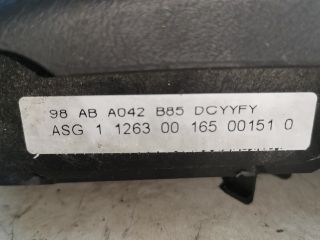 98 AB A042 B85 DCYYFY
ASG 1 1263 00 165 00151 0